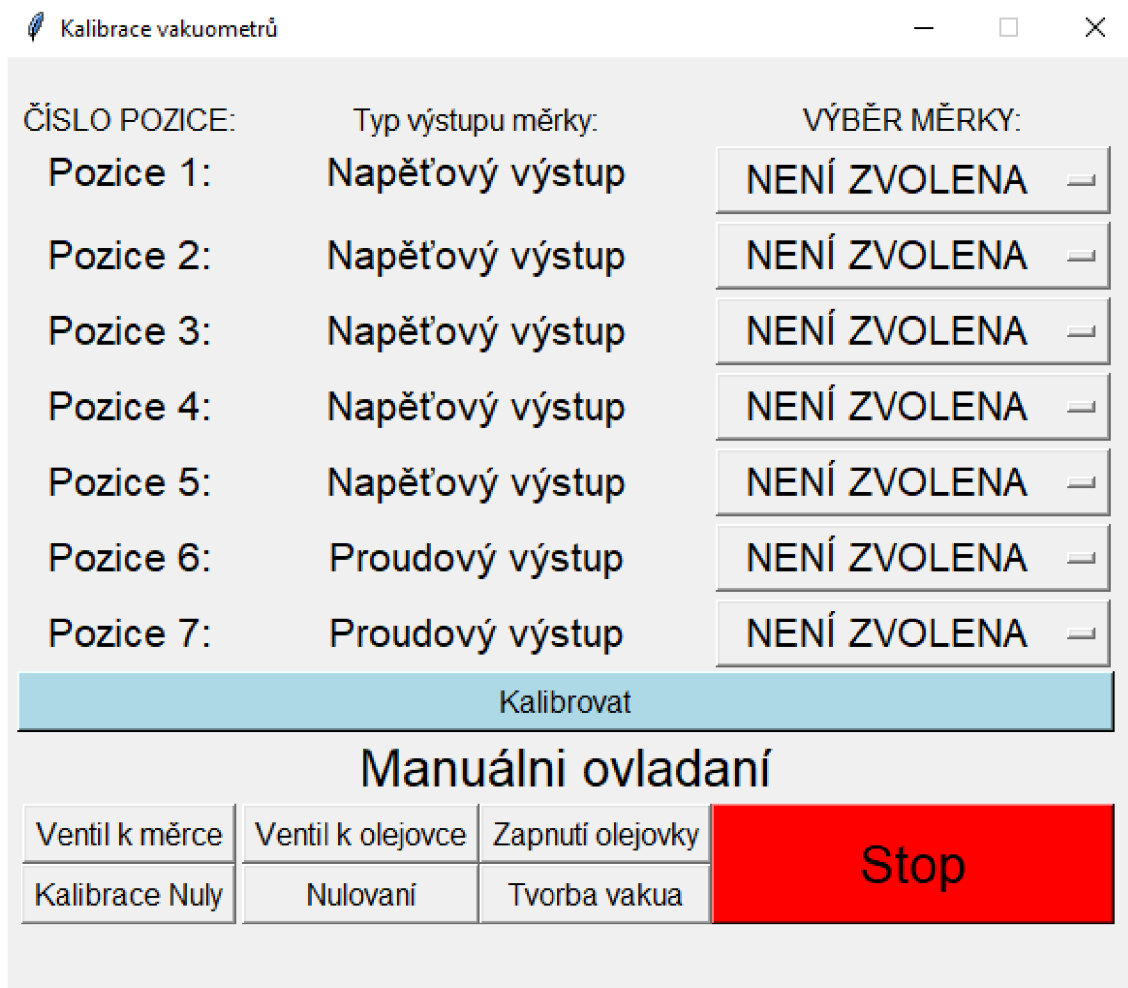 Kalibrace vakuometrů
ČÍSLO POZICE: Typ výstupu měrky: VÝBĚR MĚRKY:
Pozice 1: Napěťový výstup NENÍ ZVOLENA
Pozice 2: Napěťový výstup NENÍ ZVOLENA
Pozice 3: Napěťový výstup NENÍ ZVOLENA
Pozice 4: Napěťový výstup NENÍ ZVOLENA
Pozice 5: Napěťový výstup NENÍ ZVOLENA
Pozice 6: Proudový výstup NENÍ ZVOLENA
Pozice 7: Proudový výstup NENÍ ZVOLENA
Kalibrovat
Manuálni ovladaní
Ventil k měrce Ventil k olejovce Zapnutí olejovky
Stop
Kalibrace Nuly Nulovaní Tvorba vakua